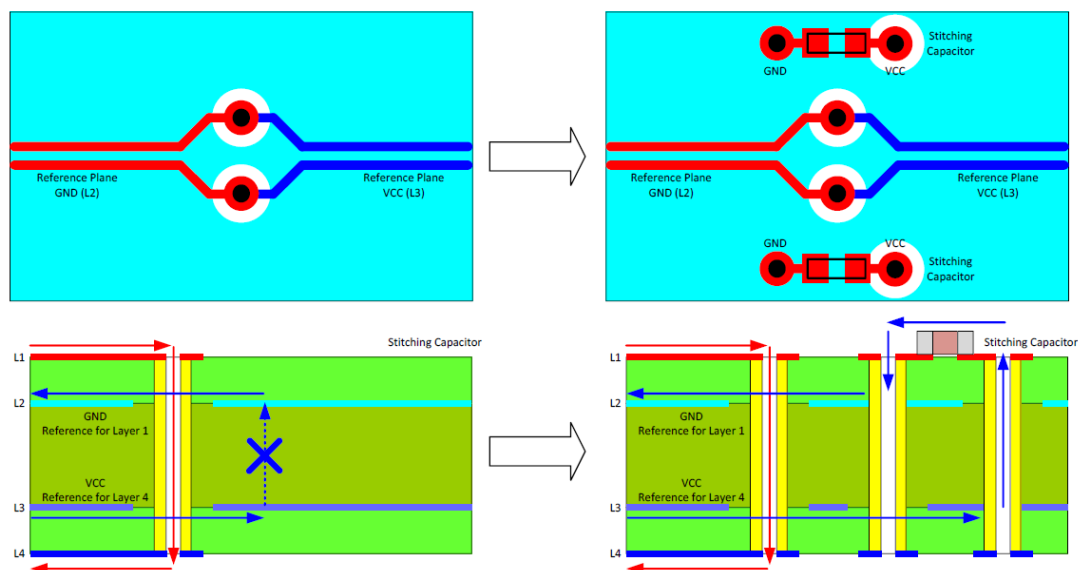 Stitching
Capacitor
GND
VCC
Reference Plane
GND (L2)
Reference Plane
VCC (L3)
Reference Plane
GND (L2)
Reference Plane
VCC (L3)
GND
VCC
Stitching
Capacitor
L1
Stitching Capacitor
L2
GND
Reference for Layer 1
VCC
Reference for Layer 4
L3
L4
L1
Stitching Capacitor
L2
GND
Reference for Layer 1
VCC
Reference for Layer 4
L3
L4